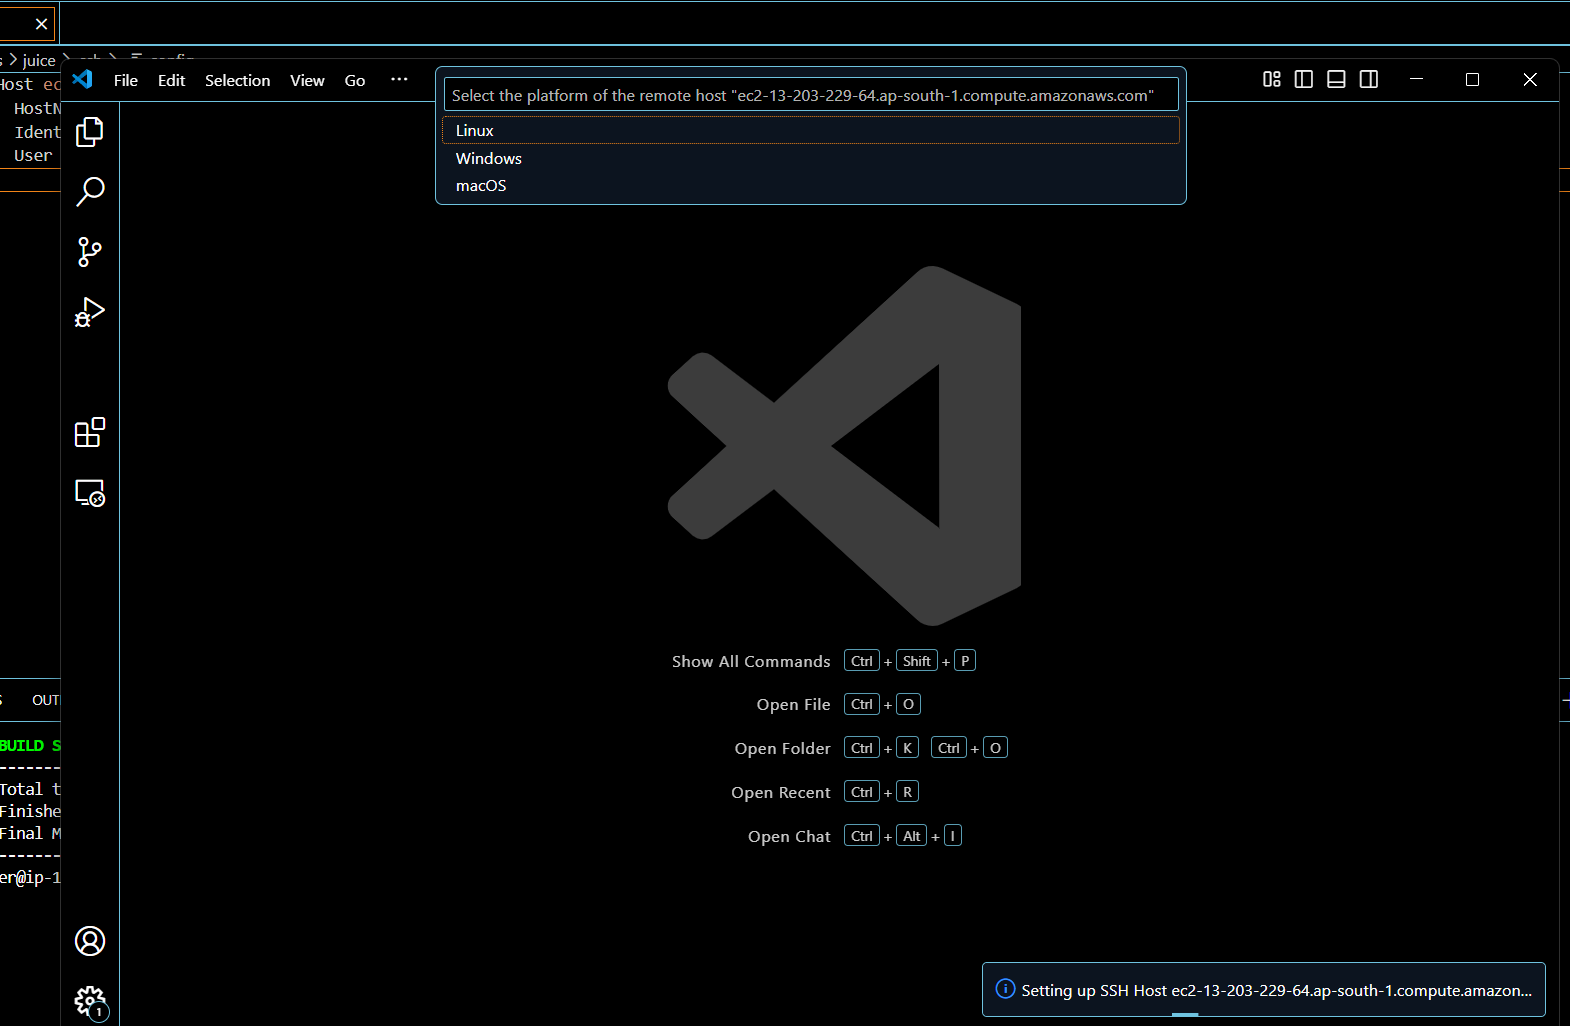 juice
Host ec
HostN
Ident
User
File Edit Selection View Go ...
Select the platform of the remote host "ec2-13-203-229-64.ap-south-1.compute.amazonaws.com"
Linux
Windows
macOS
Show All Commands Ctrl + Shift + P
Open File Ctrl + O
Open Folder Ctrl + K Ctrl + O
Open Recent Ctrl + R
Open Chat Ctrl + Alt + I
S OUT
BUILD S
--------
Total t
Finishe
Final M
--------
er@ip-1
1
Setting up SSH Host ec2-13-203-229-64.ap-south-1.compute.amazon...